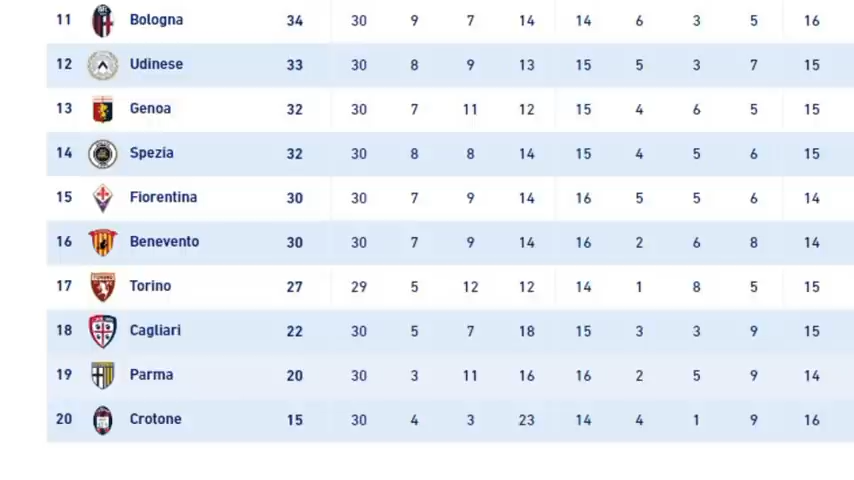 11 Bologna 34 30 9 7 14 14 6 3 5 16
12 Udinese 33 30 8 9 13 15 5 3 7 15
13 Genoa 32 30 7 11 12 15 4 6 5 15
14 Spezia 32 30 8 8 14 15 4 5 6 15
15 Fiorentina 30 30 7 9 14 16 5 5 6 14
16 Benevento 30 30 7 9 14 16 2 6 8 14
17 Torino 27 29 5 12 12 14 1 8 5 15
18 Cagliari 22 30 5 7 18 15 3 3 9 15
19 Parma 20 30 3 11 16 16 2 5 9 14
20 Crotone 15 30 4 3 23 14 4 1 9 16